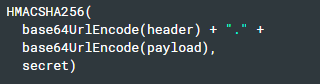 HMACSHA256(
base64UrlEncode(header) + "." +
base64UrlEncode(payload),
secret)